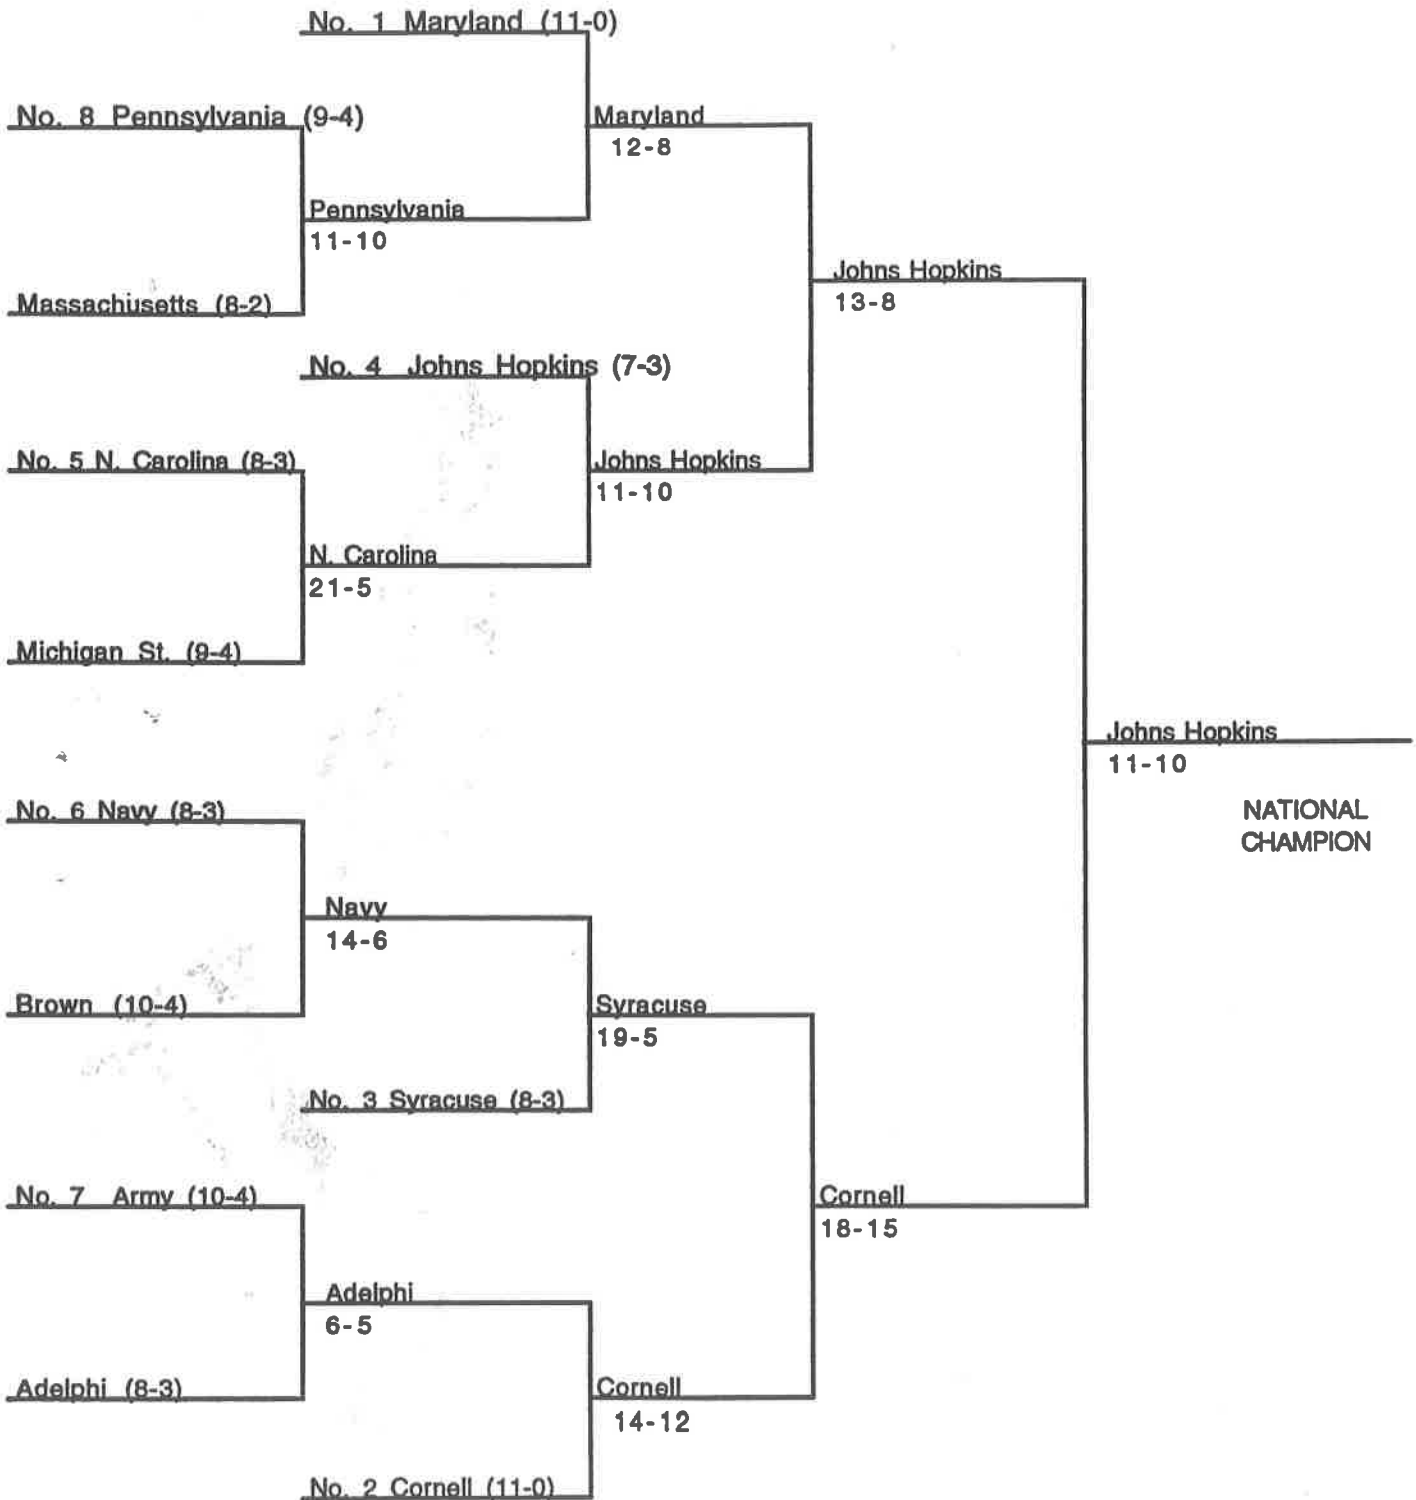 No. 1 Maryland (11-0)
No. 8 Pennsylvania (9-4)
Maryland
12-8
Pennsylvania
11-10
Massachusetts (8-2)
Johns Hopkins
13-8
No. 4 Johns Hopkins (7-3)
No. 5 N. Carolina (8-3)
Johns Hopkins
11-10
N. Carolina
21-5
Michigan St. (9-4)
Johns Hopkins
11-10
NATIONAL
CHAMPION
No. 6 Navy (8-3)
Navy
14-6
Brown (10-4)
Syracuse
19-5
No. 3 Syracuse (8-3)
No. 7 Army (10-4)
Cornell
18-15
Adelphi
6-5
Adelphi (8-3)
Cornell
14-12
No. 2 Cornell (11-0)